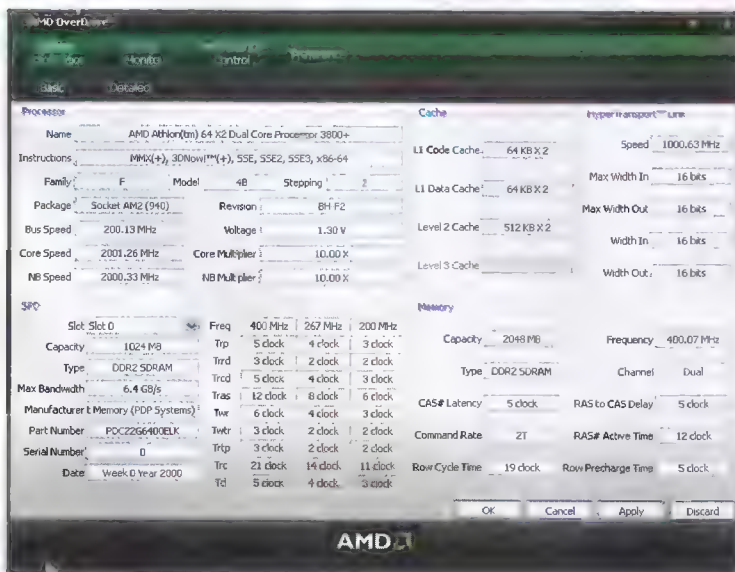 AMD OverDrive
Monitor Control
Basic Detailed
Processor
Name AMD Athlon(tm) 64 X2 Dual Core Processor 3800+
Instructions MMX(+), 3DNow!™(+), SSE, SSE2, SSE3, x86-64
Family F Model 4B Stepping 2
Package Socket AM2 (940) Revision BH F2
Bus Speed 200.13 MHz Voltage 1.30 V
Core Speed 2001.26 MHz Core Multiplier 10.00 X
NB Speed 2000.33 MHz NB Multiplier 10.00 X
Cache
L1 Code Cache 64 KB X 2
L1 Data Cache 64 KB X 2
Level 2 Cache 512 KB X 2
Level 3 Cache
HyperTransport™ Link
Speed 1000.63 MHz
Max Width In 16 bits
Max Width Out 16 bits
Width In 16 bits
Width Out 16 bits
SPD
Slot Slot 0
Capacity 1024 MB
Type DDR2 SDRAM
Max Bandwidth 6.4 GB/s
Manufacturer t Memory (PDP Systems)
Part Number PDC22G6400ELK
Serial Number 0
Date Week 0 Year 2000
Freq 400 MHz 267 MHz 200 MHz
Trp 5 clock 4 clock 3 clock
Trrd 3 clock 2 clock 2 clock
Trcd 5 clock 4 clock 3 clock
Tras 12 clock 8 clock 6 clock
Twr 6 clock 4 clock 3 clock
Twtr 3 clock 2 clock 2 clock
Trtp 3 clock 2 clock 2 clock
Trc 21 clock 14 clock 11 clock
Td 5 clock 4 clock 3 clock
Memory
Capacity 2048 MB Frequency 400.07 MHz
Type DDR2 SDRAM Channel Dual
CAS# Latency 5 clock RAS to CAS Delay 5 clock
Command Rate 2T RAS# Active Time 12 clock
Row Cycle Time 19 clock Row Precharge Time 5 clock
OK Cancel Apply Discard
AMD